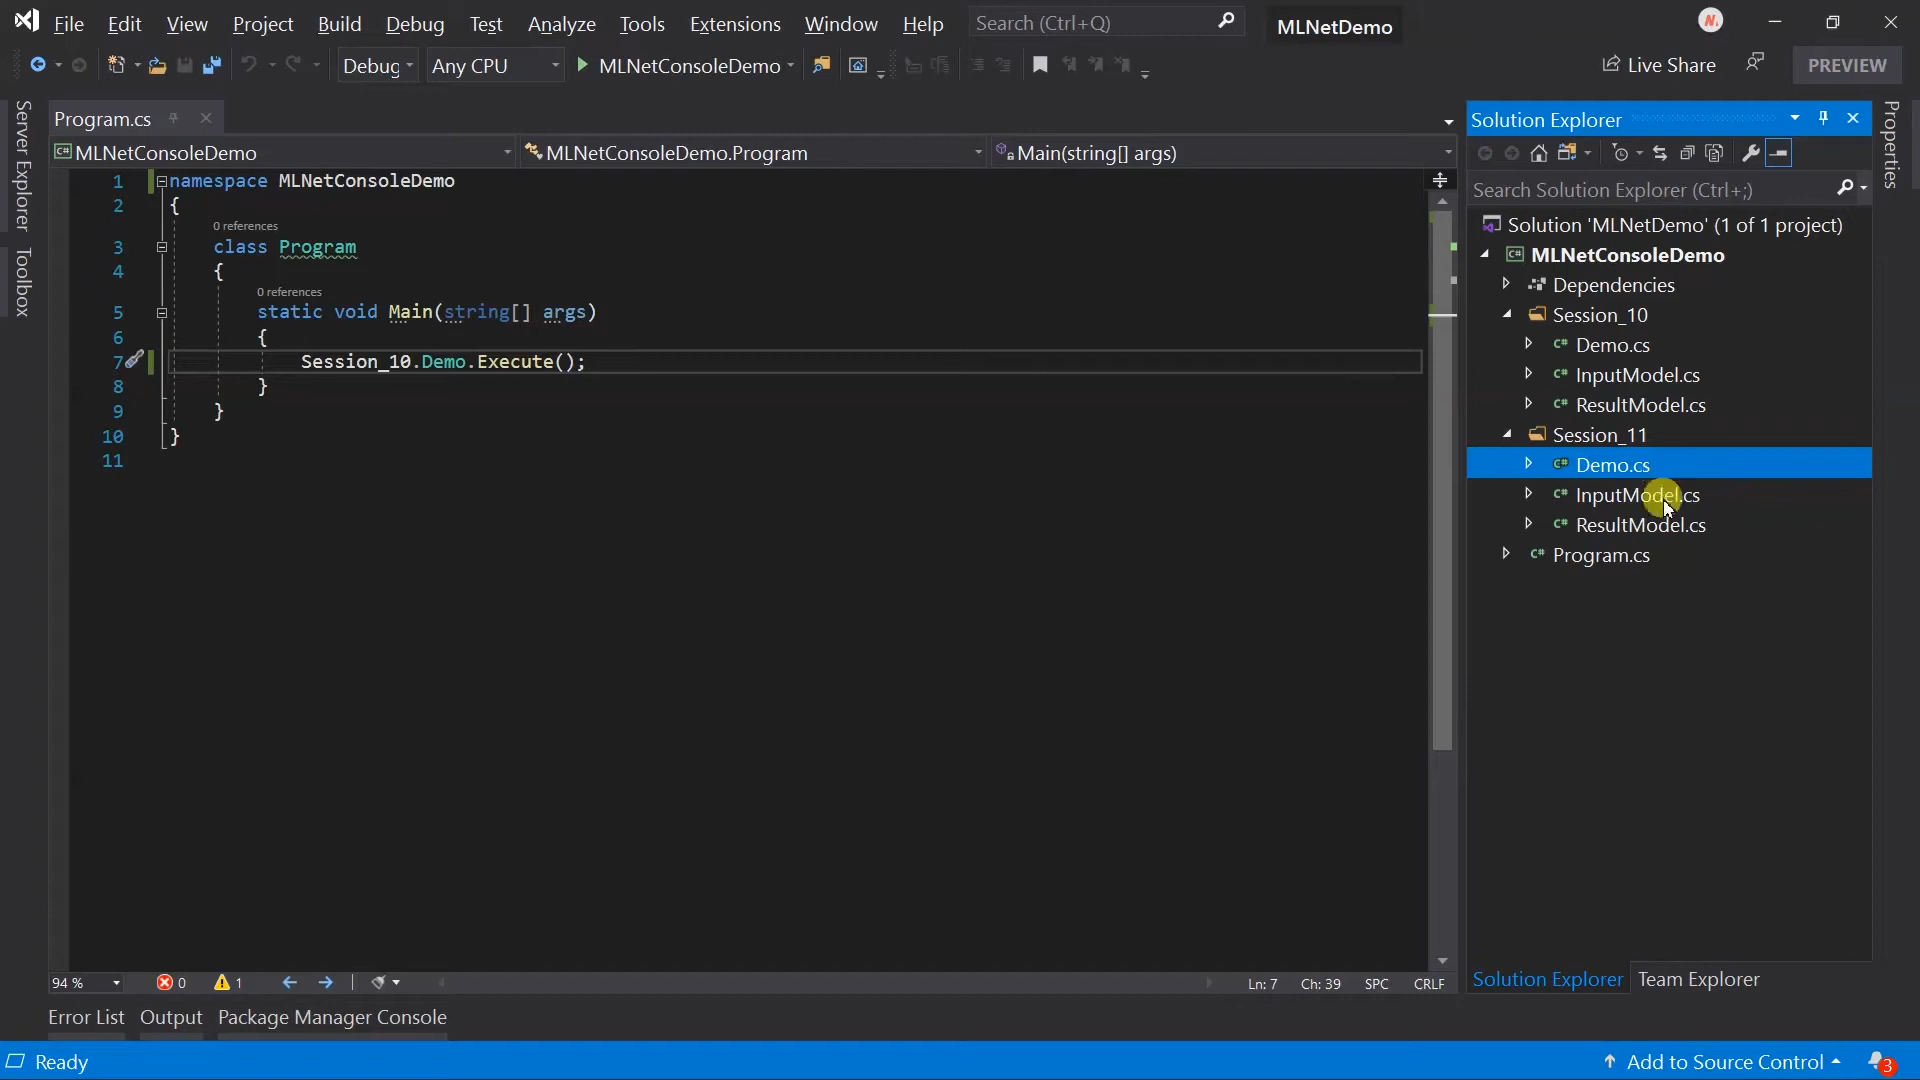 File Edit View Project Build Debug Test Analyze Tools Extensions Window Help Search (Ctrl+Q) MLNetDemo
Debug Any CPU MLNetConsoleDemo Live Share PREVIEW
Server Explorer
Toolbox
Program.cs
MLNetConsoleDemo MLNetConsoleDemo.Program Main(string[] args)
1 namespace MLNetConsoleDemo
2 {
0 references
3 class Program
4 {
0 references
5 static void Main(string[] args)
6 {
7 Session_10.Demo.Execute();
8 }
9 }
10 }
11
94 % 0 1 Ln: 7 Ch: 39 SPC CRLF
Solution Explorer
Search Solution Explorer (Ctrl+;)
Solution 'MLNetDemo' (1 of 1 project)
C# MLNetConsoleDemo
Dependencies
Session_10
C# Demo.cs
C# InputModel.cs
C# ResultModel.cs
Session_11
C# Demo.cs
C# InputModel.cs
C# ResultModel.cs
C# Program.cs
Solution Explorer Team Explorer
Properties
Error List Output Package Manager Console
Ready Add to Source Control 3